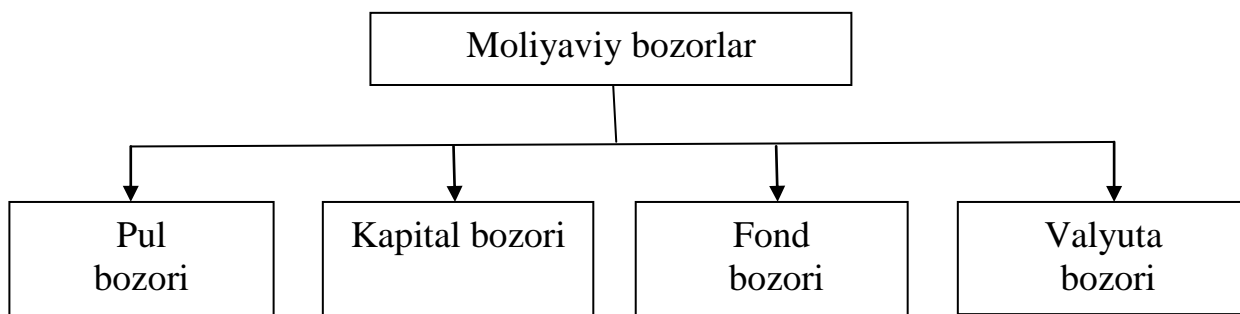 Moliyaviy bozorlar
Pul
bozori
Kapital bozori
Fond
bozori
Valyuta
bozori